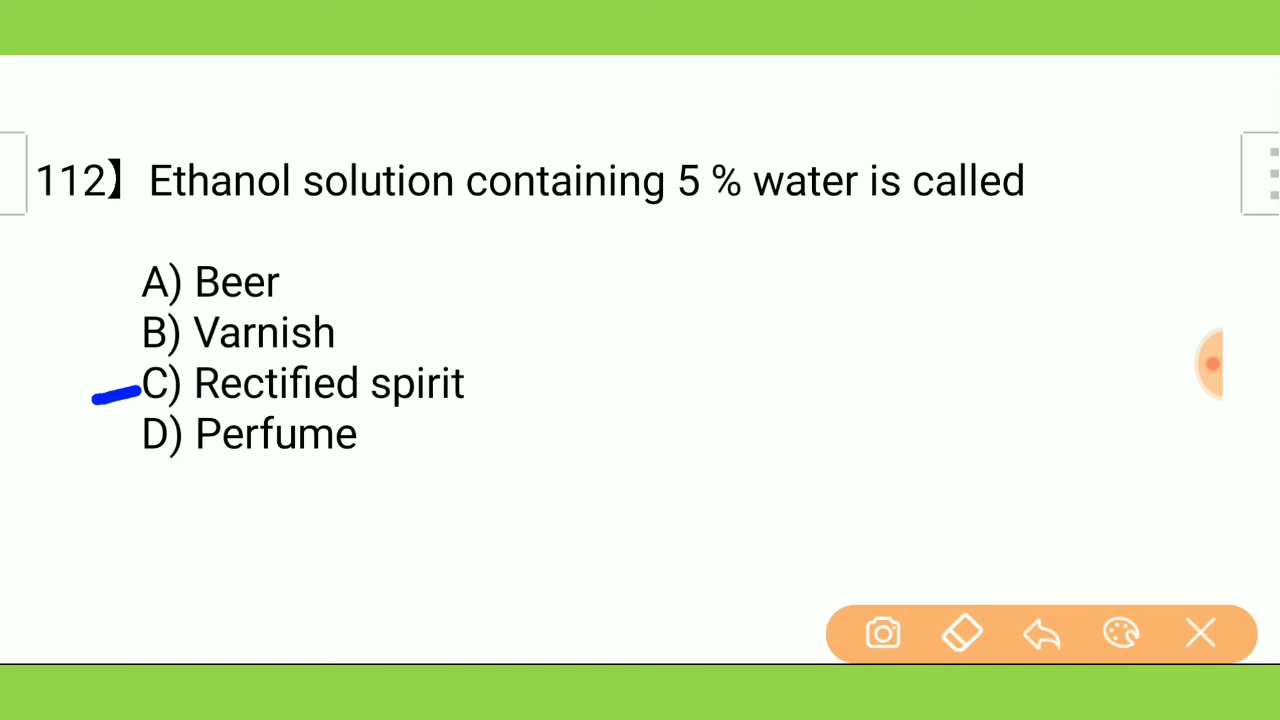 112】 Ethanol solution containing 5 % water is called
A) Beer
B) Varnish
C) Rectified spirit
D) Perfume